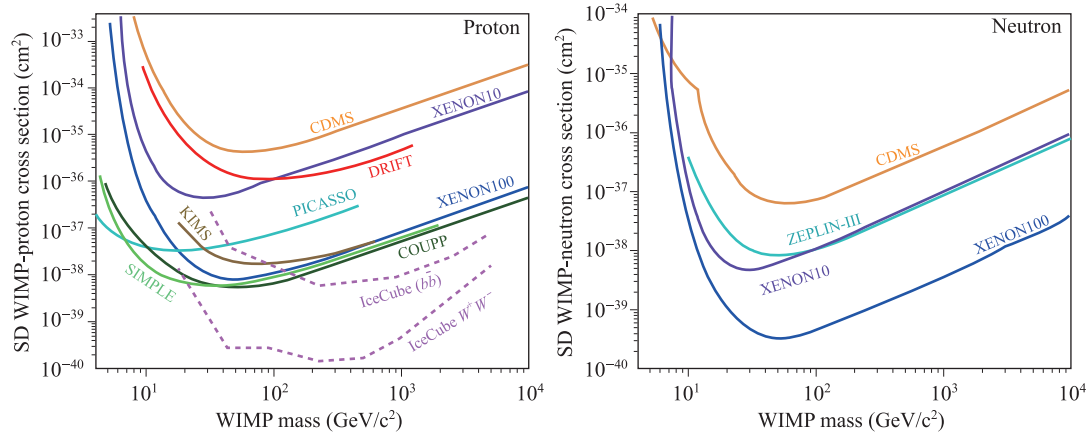 SD WIMP-proton cross section (cm²)
10⁻³³
10⁻³⁴
10⁻³⁵
10⁻³⁶
10⁻³⁷
10⁻³⁸
10⁻³⁹
10⁻⁴⁰
Proton
CDMS
XENON10
DRIFT
PICASSO
KIMS
XENON100
COUPP
SIMPLE
IceCube (bb̄)
IceCube W⁺W⁻
10¹
10²
10³
10⁴
WIMP mass (GeV/c²)
SD WIMP-neutron cross section (cm²)
10⁻³⁴
10⁻³⁵
10⁻³⁶
10⁻³⁷
10⁻³⁸
10⁻³⁹
10⁻⁴⁰
Neutron
CDMS
ZEPLIN-III
XENON10
XENON100
10¹
10²
10³
10⁴
WIMP mass (GeV/c²)